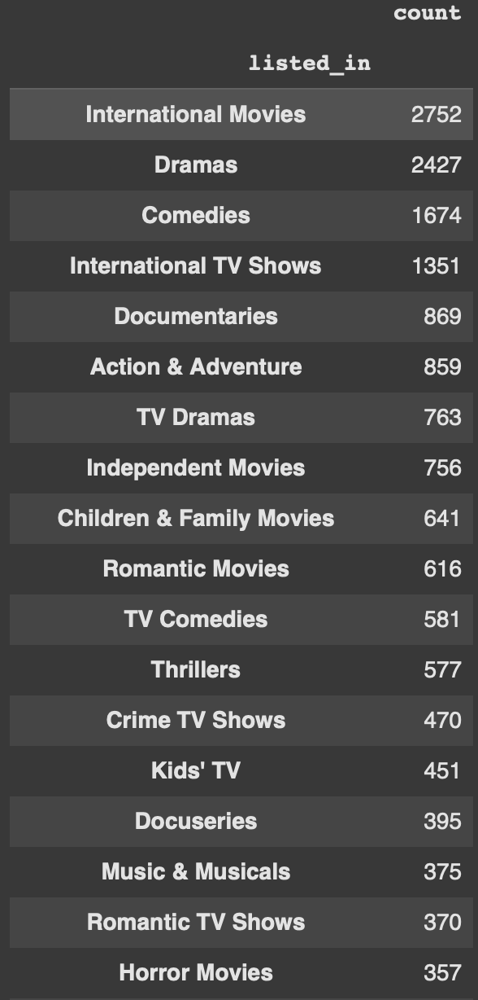 count
listed_in
International Movies 2752
Dramas 2427
Comedies 1674
International TV Shows 1351
Documentaries 869
Action & Adventure 859
TV Dramas 763
Independent Movies 756
Children & Family Movies 641
Romantic Movies 616
TV Comedies 581
Thrillers 577
Crime TV Shows 470
Kids' TV 451
Docuseries 395
Music & Musicals 375
Romantic TV Shows 370
Horror Movies 357